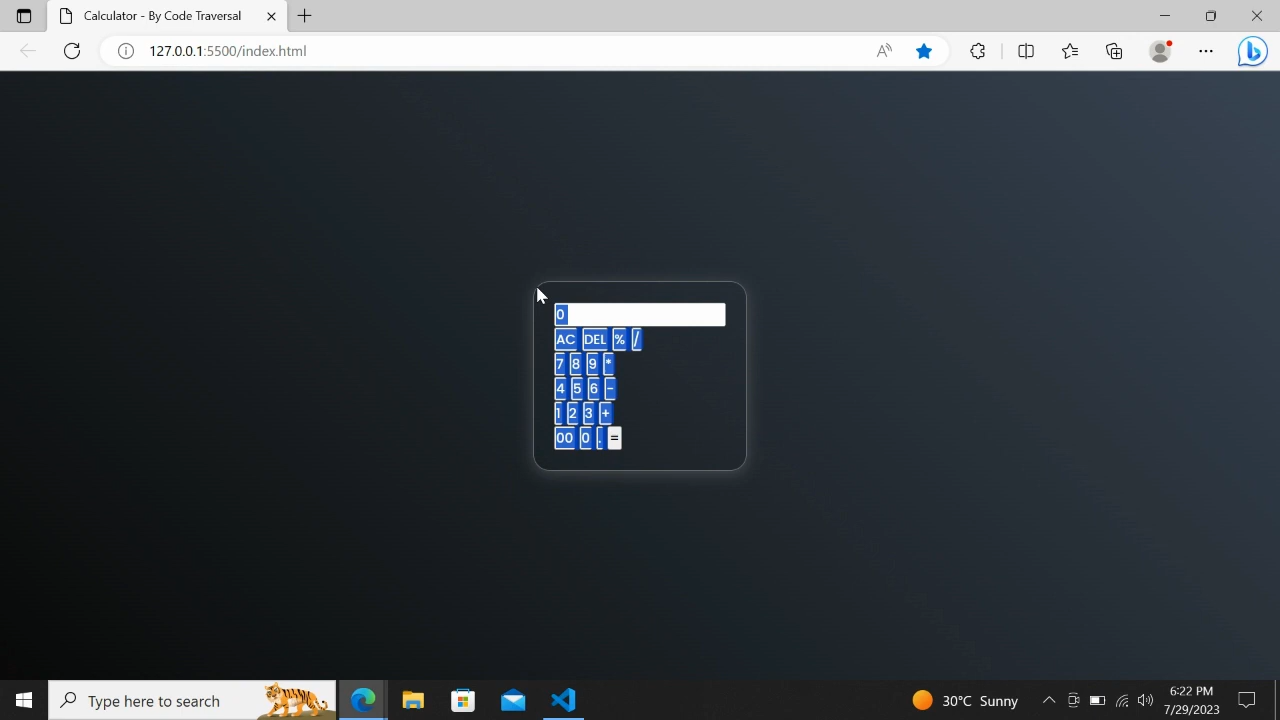 Calculator - By Code Traversal
127.0.0.1:5500/index.html
0
AC DEL % /
7 8 9 *
4 5 6 -
1 2 3 +
00 0 . =
Type here to search
30°C Sunny
6:22 PM
7/29/2023